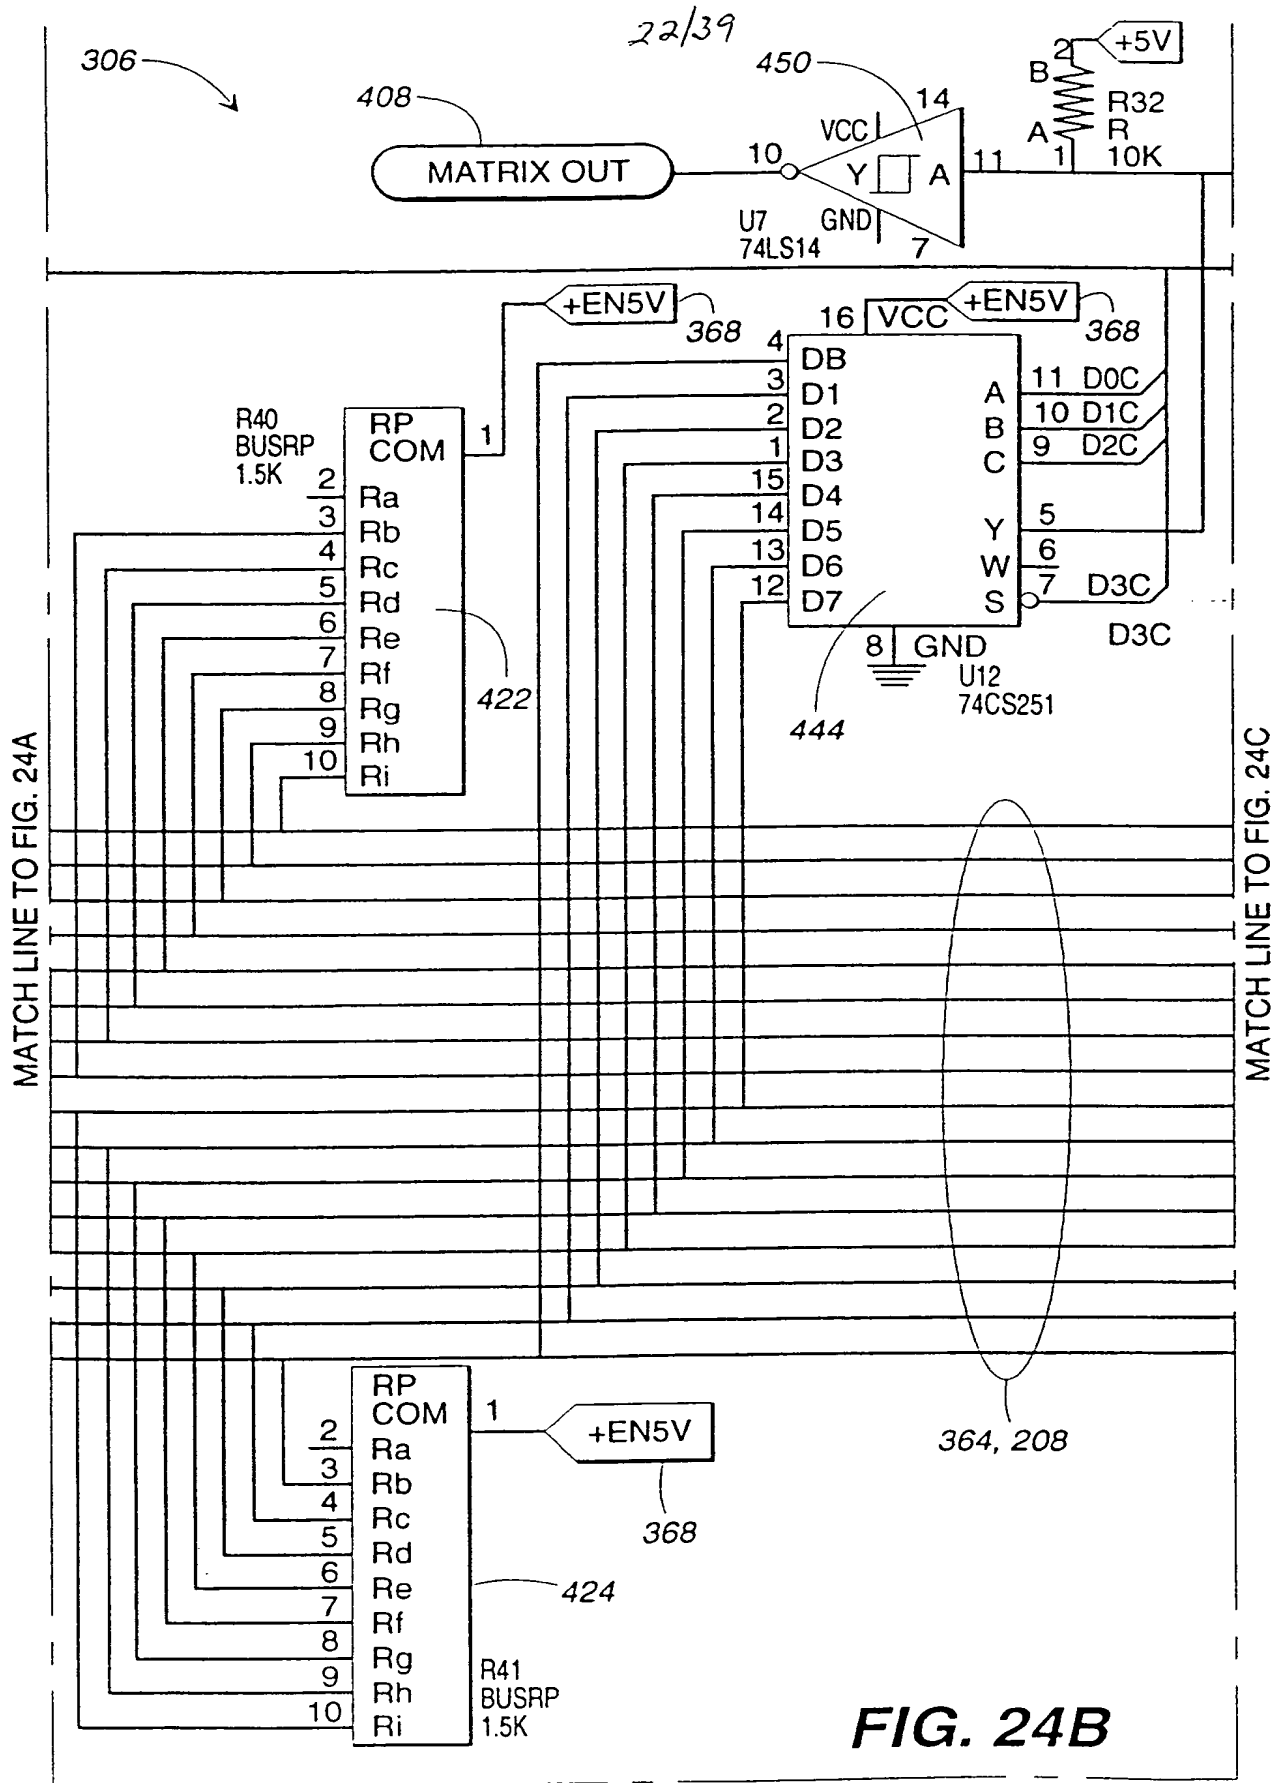 22/39
306
408
MATRIX OUT
450
14
VCC
10
Y
A
11
GND
7
U7
74LS14
2
+5V
B
R32
R
A
1
10K
+EN5V
368
16
VCC
+EN5V
368
R40
BUSRP
1.5K
RP
COM
1
2
Ra
3
Rb
4
Rc
5
Rd
6
Re
7
Rf
8
Rg
9
Rh
10
Ri
422
4
DB
3
D1
2
D2
1
D3
15
D4
14
D5
13
D6
12
D7
A
11
D0C
B
10
D1C
C
9
D2C
Y
5
W
6
S
7
D3C
D3C
8
GND
U12
74CS251
444
MATCH LINE TO FIG. 24A
MATCH LINE TO FIG. 24C
364, 208
RP
COM
1
+EN5V
368
2
Ra
3
Rb
4
Rc
5
Rd
6
Re
7
Rf
8
Rg
9
Rh
10
Ri
424
R41
BUSRP
1.5K
FIG. 24B